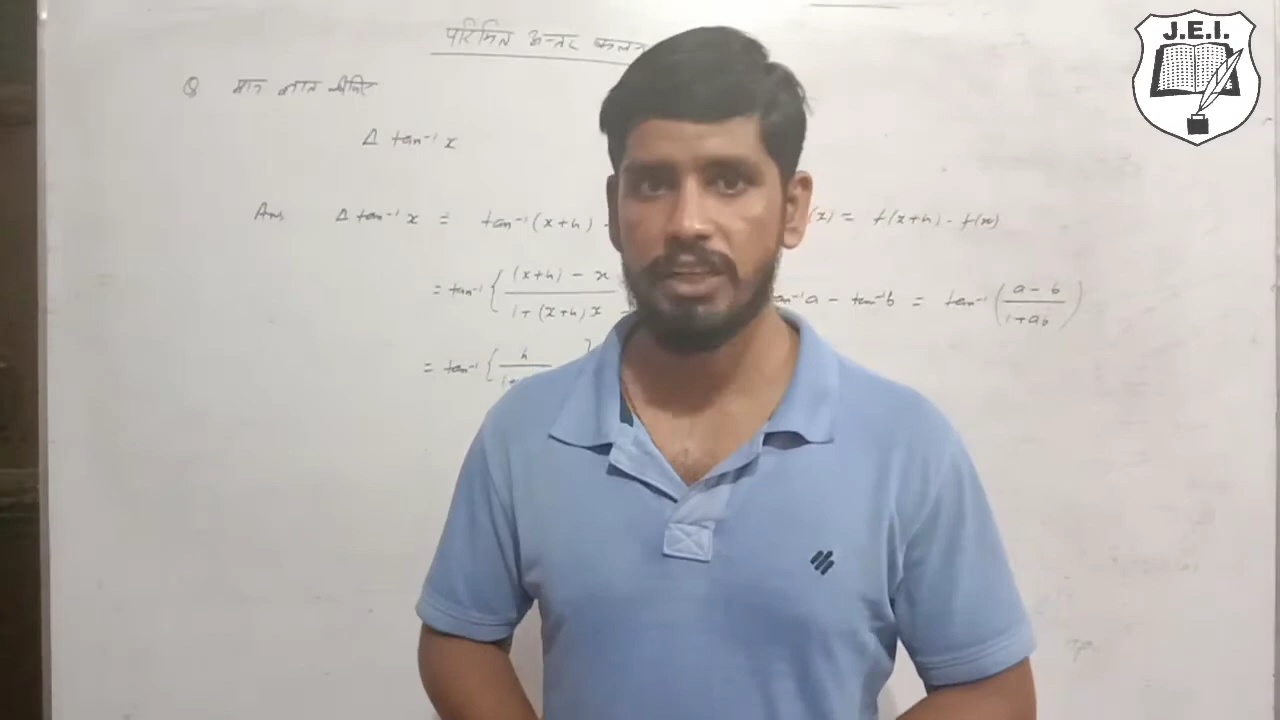 J.E.I.
परिमित अन्तर कलन
Q मान ज्ञात कीजिए
Δ tan⁻¹ x
Ans Δ tan⁻¹ x = tan⁻¹(x+h) - (x) = f(x+h) - f(x)
= tan⁻¹{ (x+h) - x / 1+(x+h)x tan⁻¹a - tan⁻¹b = tan⁻¹( a-b / 1+ab )
= tan⁻¹{ h / 1+ }